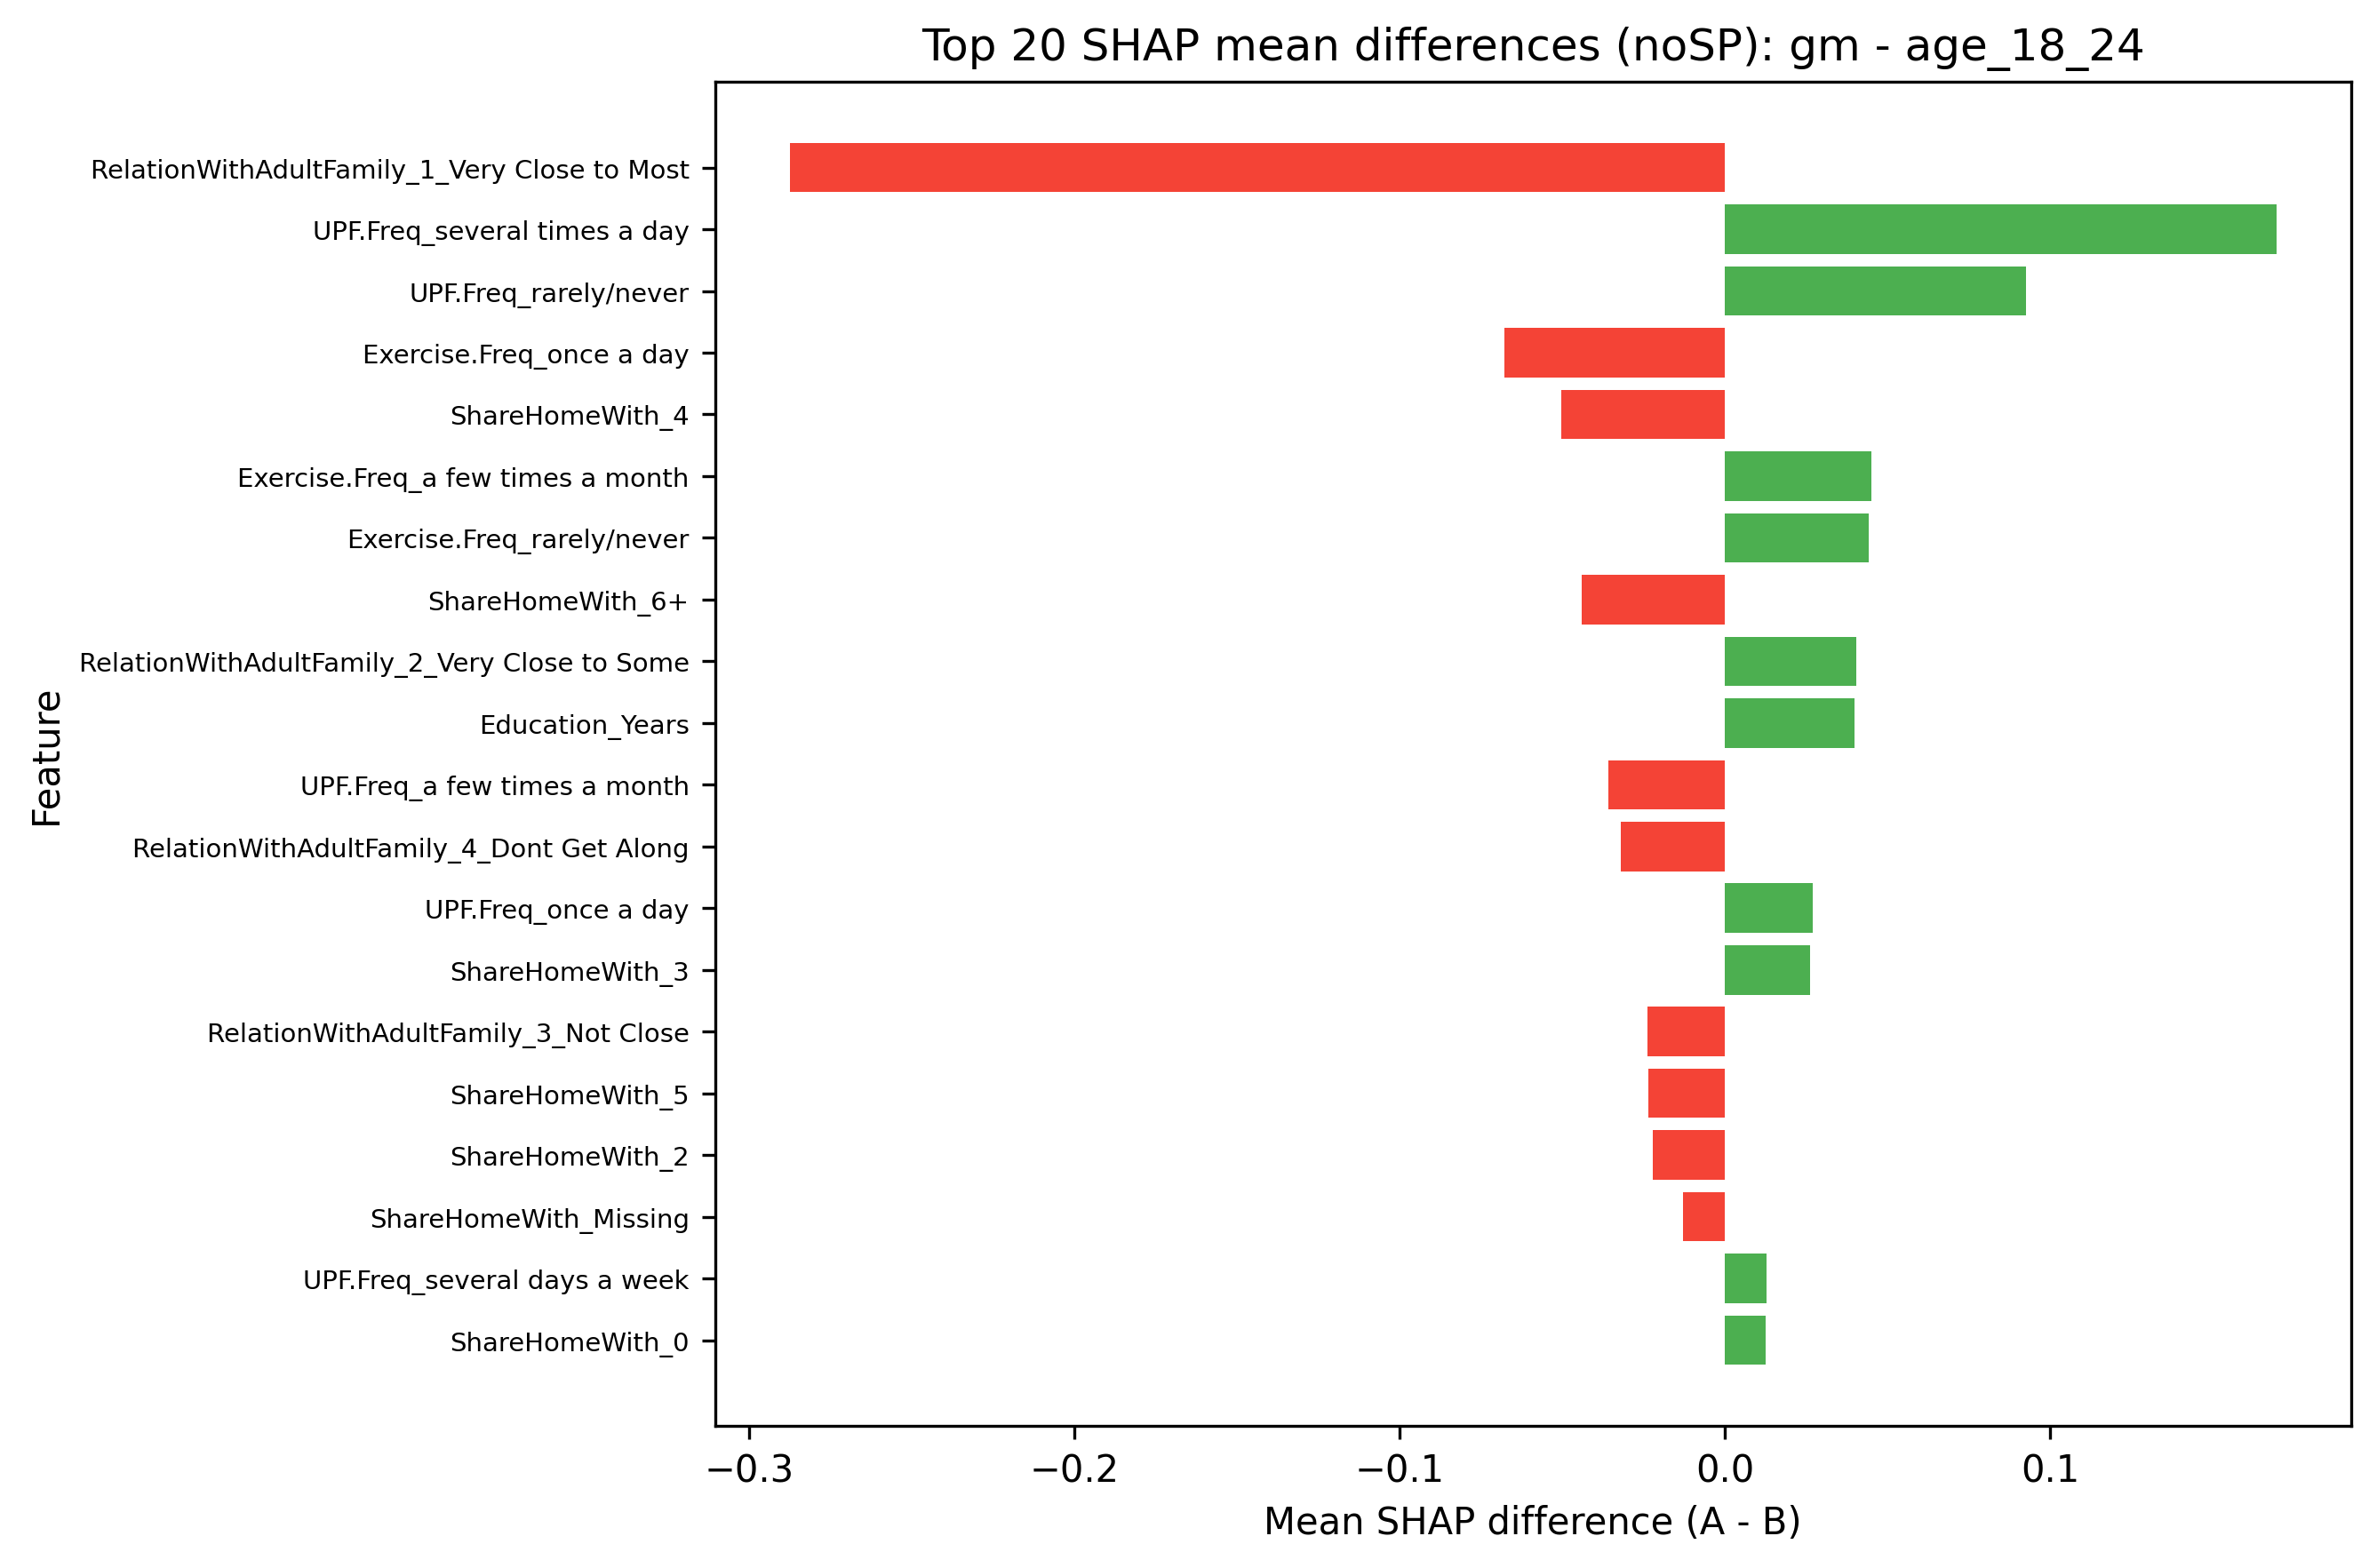 Top 20 SHAP mean differences (noSP): gm - age_18_24
RelationWithAdultFamily_1_Very Close to Most
UPF.Freq_several times a day
UPF.Freq_rarely/never
Exercise.Freq_once a day
ShareHomeWith_4
Exercise.Freq_a few times a month
Exercise.Freq_rarely/never
ShareHomeWith_6+
RelationWithAdultFamily_2_Very Close to Some
Education_Years
UPF.Freq_a few times a month
RelationWithAdultFamily_4_Dont Get Along
UPF.Freq_once a day
ShareHomeWith_3
RelationWithAdultFamily_3_Not Close
ShareHomeWith_5
ShareHomeWith_2
ShareHomeWith_Missing
UPF.Freq_several days a week
ShareHomeWith_0
Feature
−0.3 −0.2 −0.1 0.0 0.1
Mean SHAP difference (A - B)